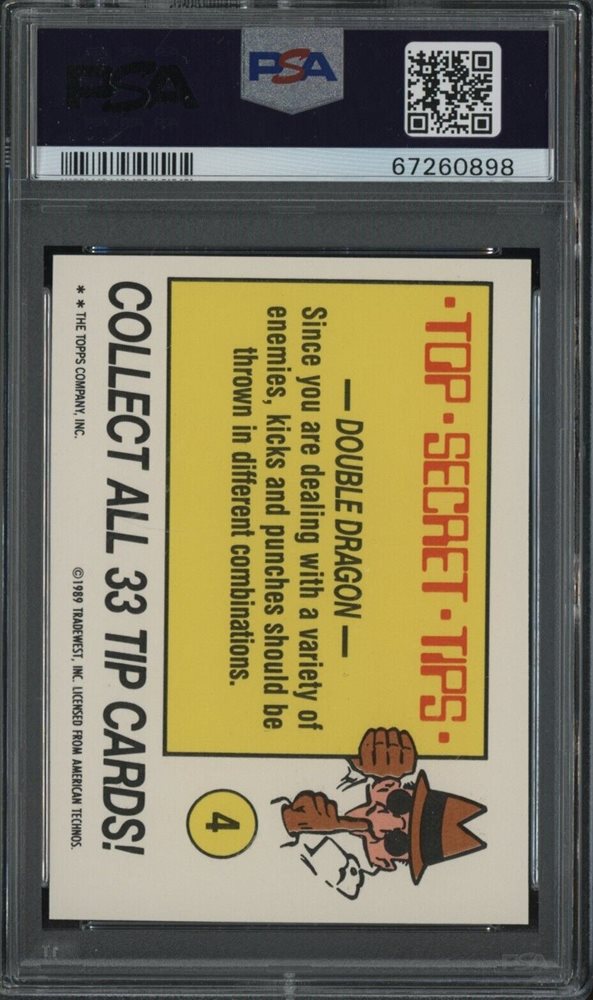 PSA
PSA
67260898
•TOP•SECRET•TIPS•
— DOUBLE DRAGON —
Since you are dealing with a variety of
enemies, kicks and punches should be
thrown in different combinations.
4
COLLECT ALL 33 TIP CARDS!
* * THE TOPPS COMPANY, INC.
©1989 TRADEWEST, INC. LICENSED FROM AMERICAN TECHNOS.
PSA